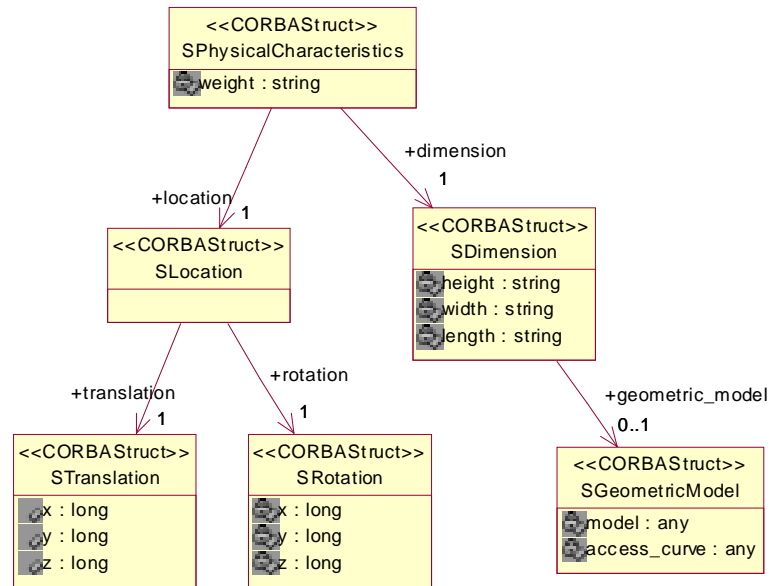 <<CORBAStruct>>
SPhysicalCharacteristics
weight : string
+dimension
1
+location
1
<<CORBAStruct>>
SLocation
<<CORBAStruct>>
SDimension
height : string
width : string
length : string
+translation
1
+rotation
1
+geometric_model
0..1
<<CORBAStruct>>
STranslation
x : long
y : long
z : long
<<CORBAStruct>>
SRotation
x : long
y : long
z : long
<<CORBAStruct>>
SGeometricModel
model : any
access_curve : any